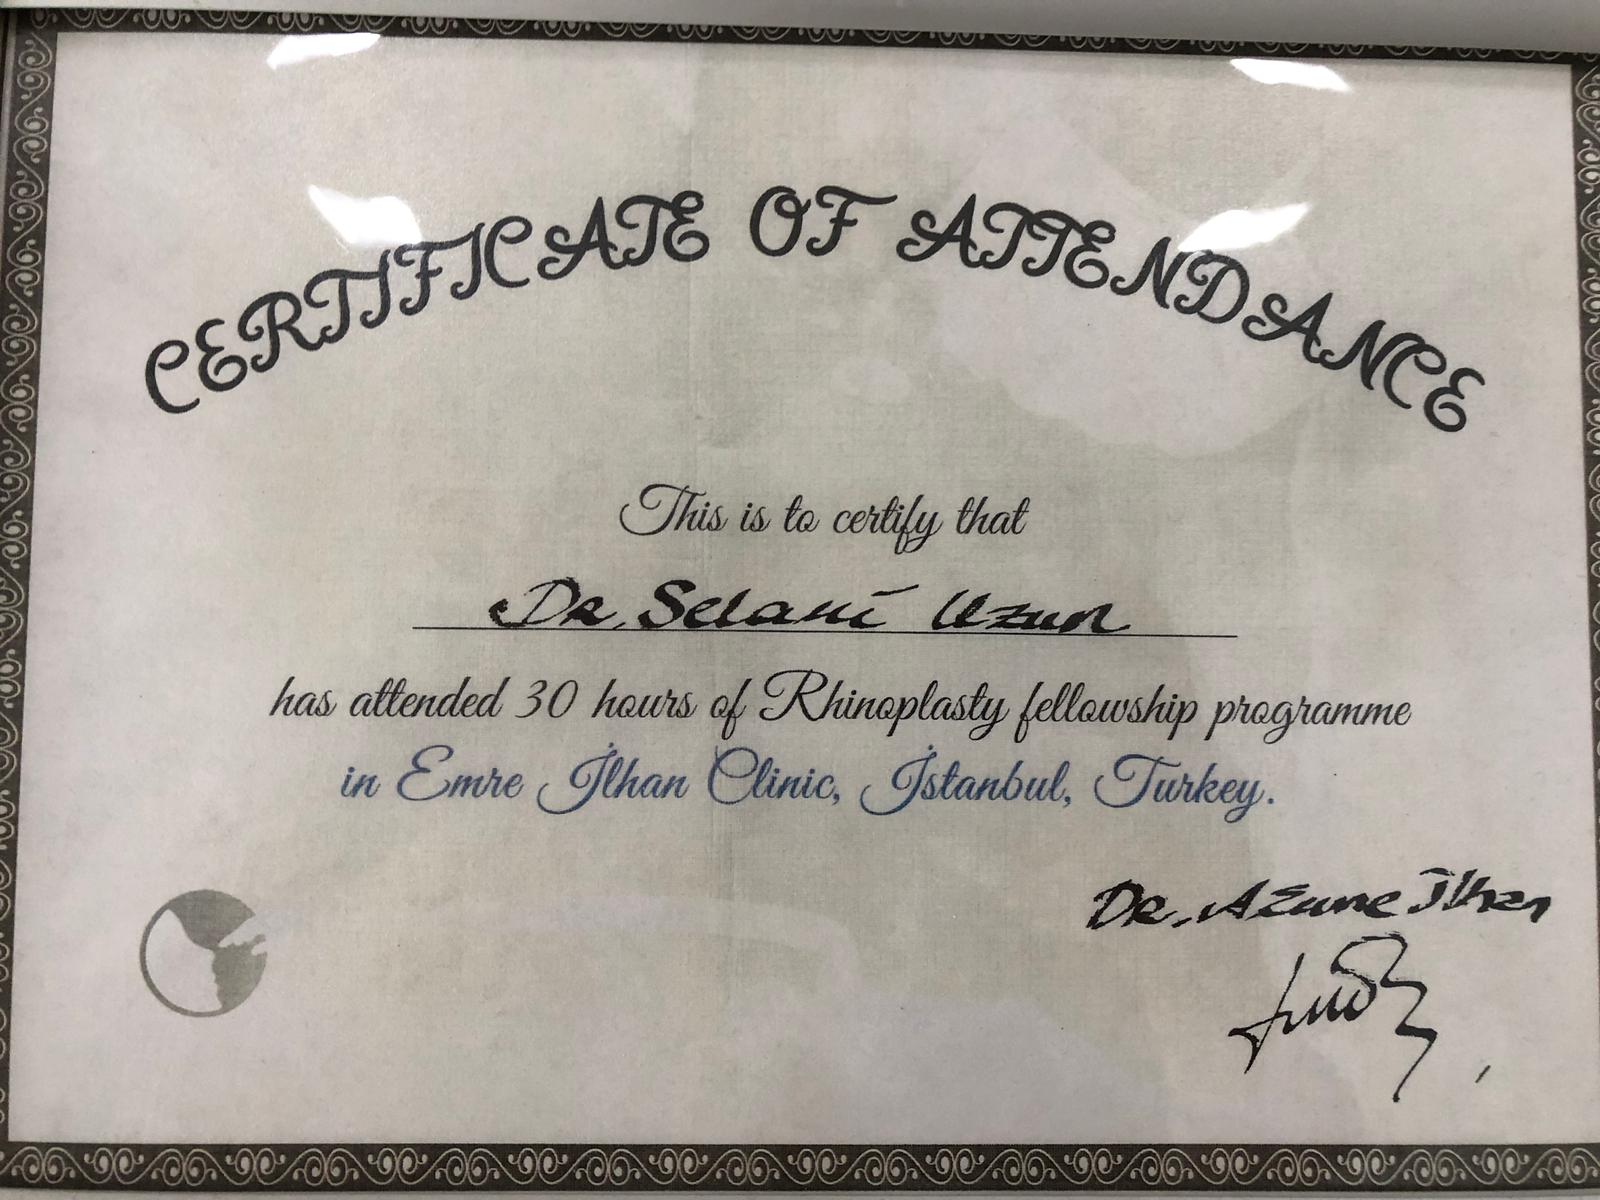 CERTIFICATE OF ATTENDANCE
This is to certify that
Dr. Selami Uzun
has attended 30 hours of Rhinoplasty fellowship programme
in Emre İlhan Clinic, İstanbul, Turkey.
Dr. A Emre İlhan